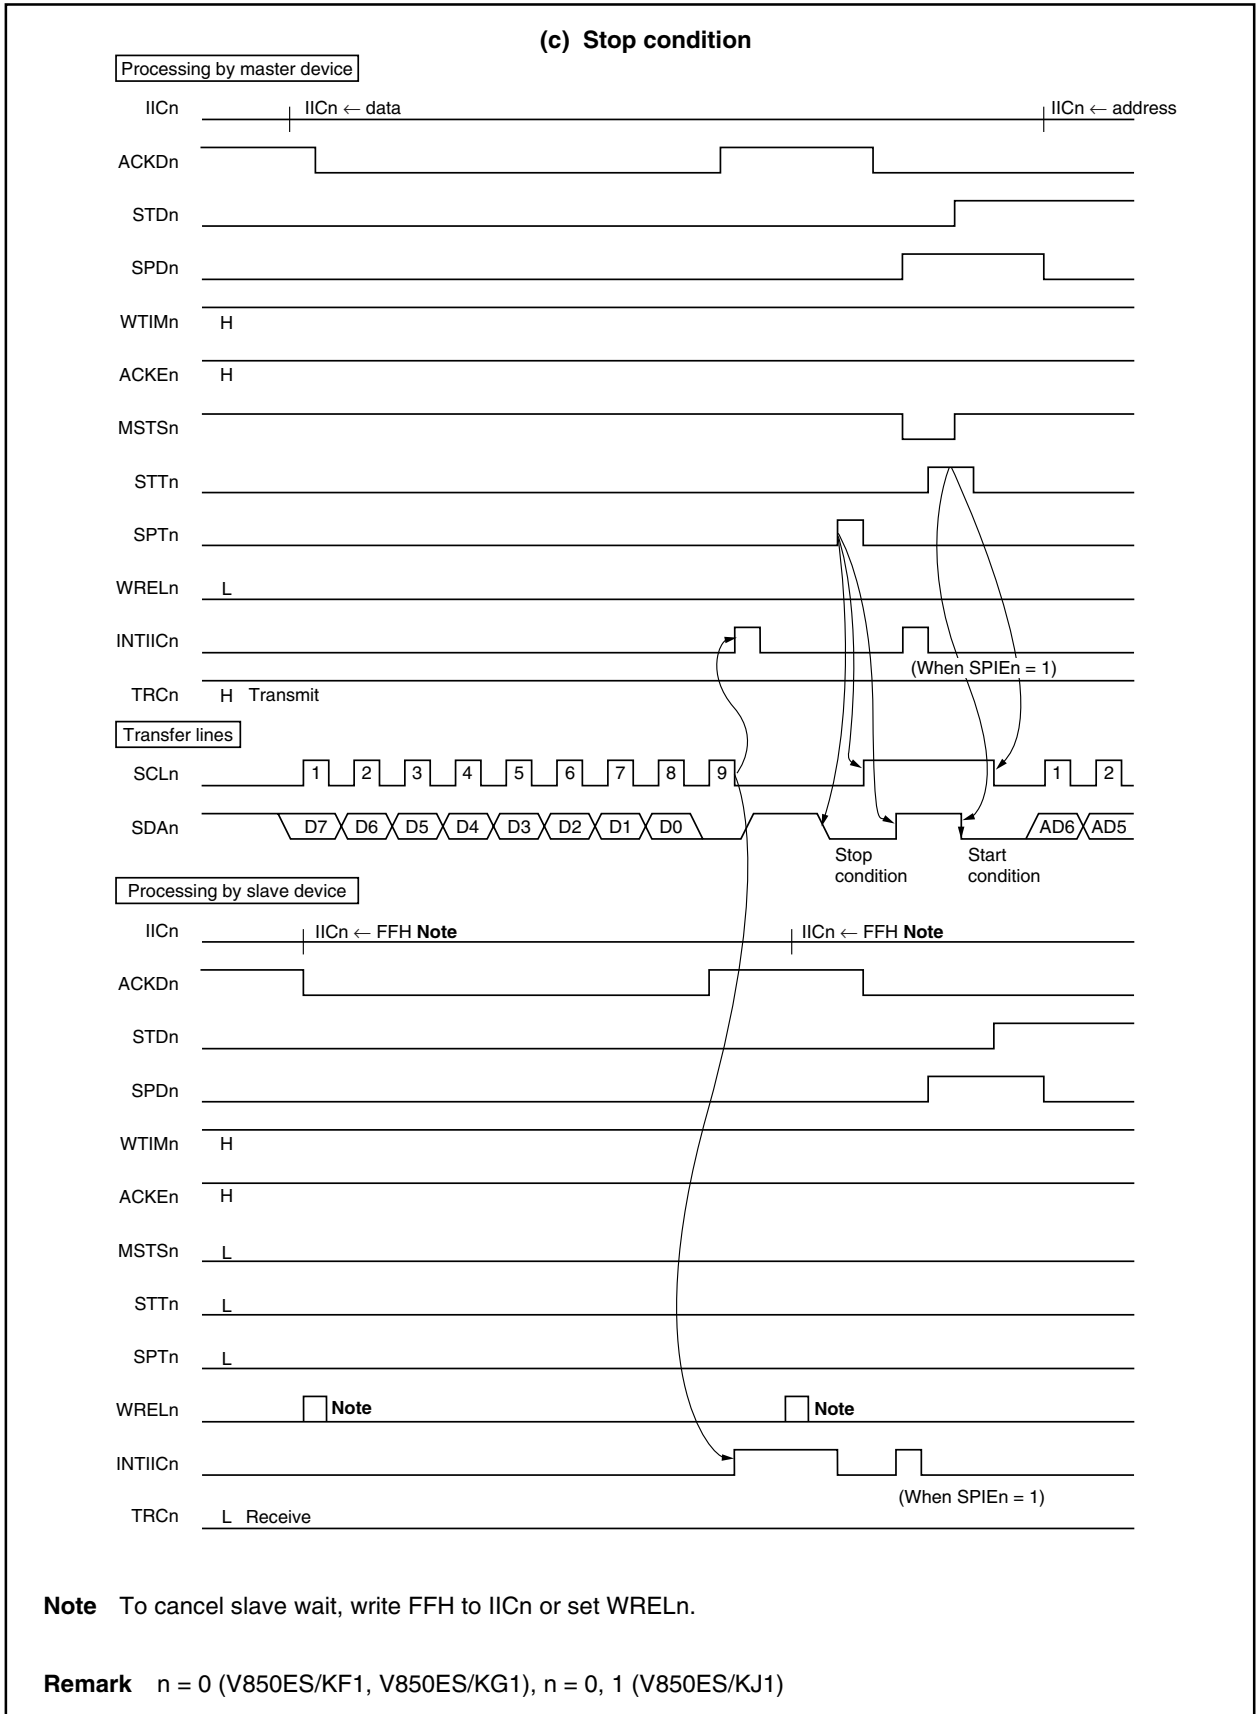 (c) Stop condition
Processing by master device
IICn IICn ← data IICn ← address
ACKDn
STDn
SPDn
WTIMn H
ACKEn H
MSTSn
STTn
SPTn
WRELn L
INTIICn
(When SPIEn = 1)
TRCn H Transmit
Transfer lines
SCLn 1 2 3 4 5 6 7 8 9 1 2
SDAn D7 D6 D5 D4 D3 D2 D1 D0 AD6 AD5
Stop condition Start condition
Processing by slave device
IICn IICn ← FFH Note IICn ← FFH Note
ACKDn
STDn
SPDn
WTIMn H
ACKEn H
MSTSn L
STTn L
SPTn L
WRELn Note Note
INTIICn
(When SPIEn = 1)
TRCn L Receive
Note To cancel slave wait, write FFH to IICn or set WRELn.
Remark n = 0 (V850ES/KF1, V850ES/KG1), n = 0, 1 (V850ES/KJ1)